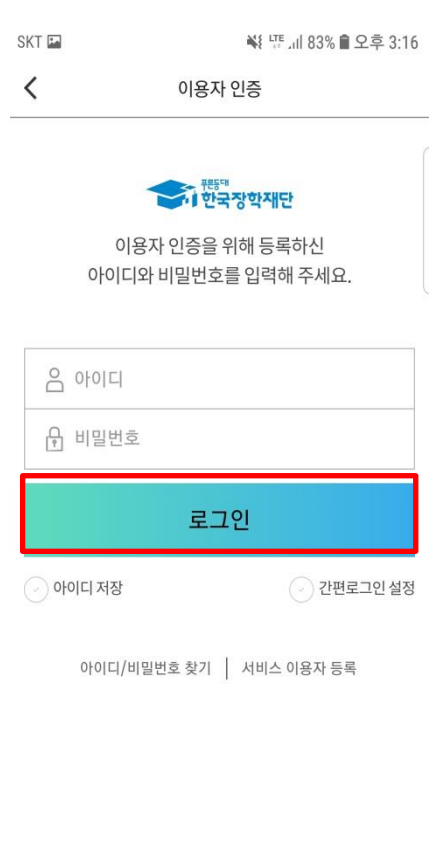 SKT LTE 83% 오후 3:16
이용자 인증
푸른등대
한국장학재단
이용자 인증을 위해 등록하신
아이디와 비밀번호를 입력해 주세요.
아이디
비밀번호
로그인
아이디 저장 간편로그인 설정
아이디/비밀번호 찾기 | 서비스 이용자 등록